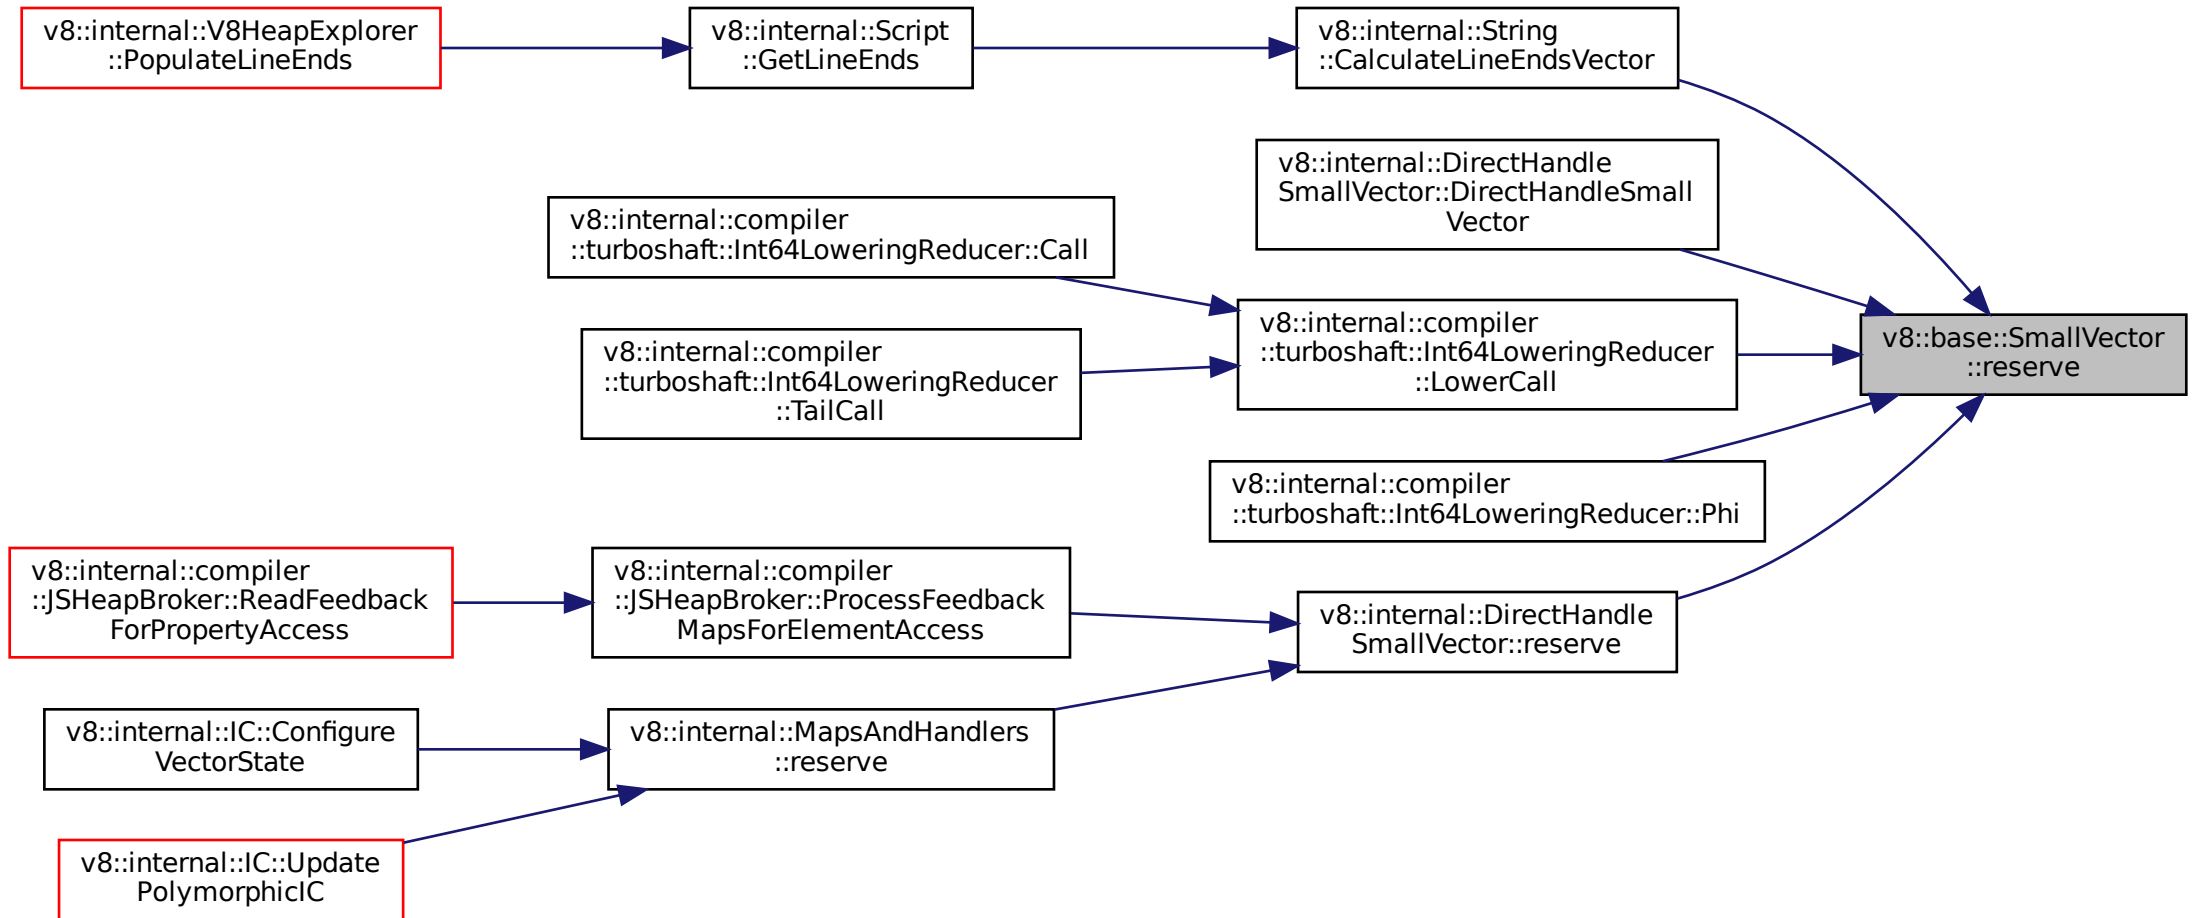 v8::internal::V8HeapExplorer
::PopulateLineEnds
v8::internal::Script
::GetLineEnds
v8::internal::String
::CalculateLineEndsVector
v8::internal::DirectHandle
SmallVector::DirectHandleSmall
Vector
v8::internal::compiler
::turboshaft::Int64LoweringReducer::Call
v8::internal::compiler
::turboshaft::Int64LoweringReducer
::LowerCall
v8::base::SmallVector
::reserve
v8::internal::compiler
::turboshaft::Int64LoweringReducer
::TailCall
v8::internal::compiler
::turboshaft::Int64LoweringReducer::Phi
v8::internal::compiler
::JSHeapBroker::ReadFeedback
ForPropertyAccess
v8::internal::compiler
::JSHeapBroker::ProcessFeedback
MapsForElementAccess
v8::internal::DirectHandle
SmallVector::reserve
v8::internal::IC::Configure
VectorState
v8::internal::MapsAndHandlers
::reserve
v8::internal::IC::Update
PolymorphicIC